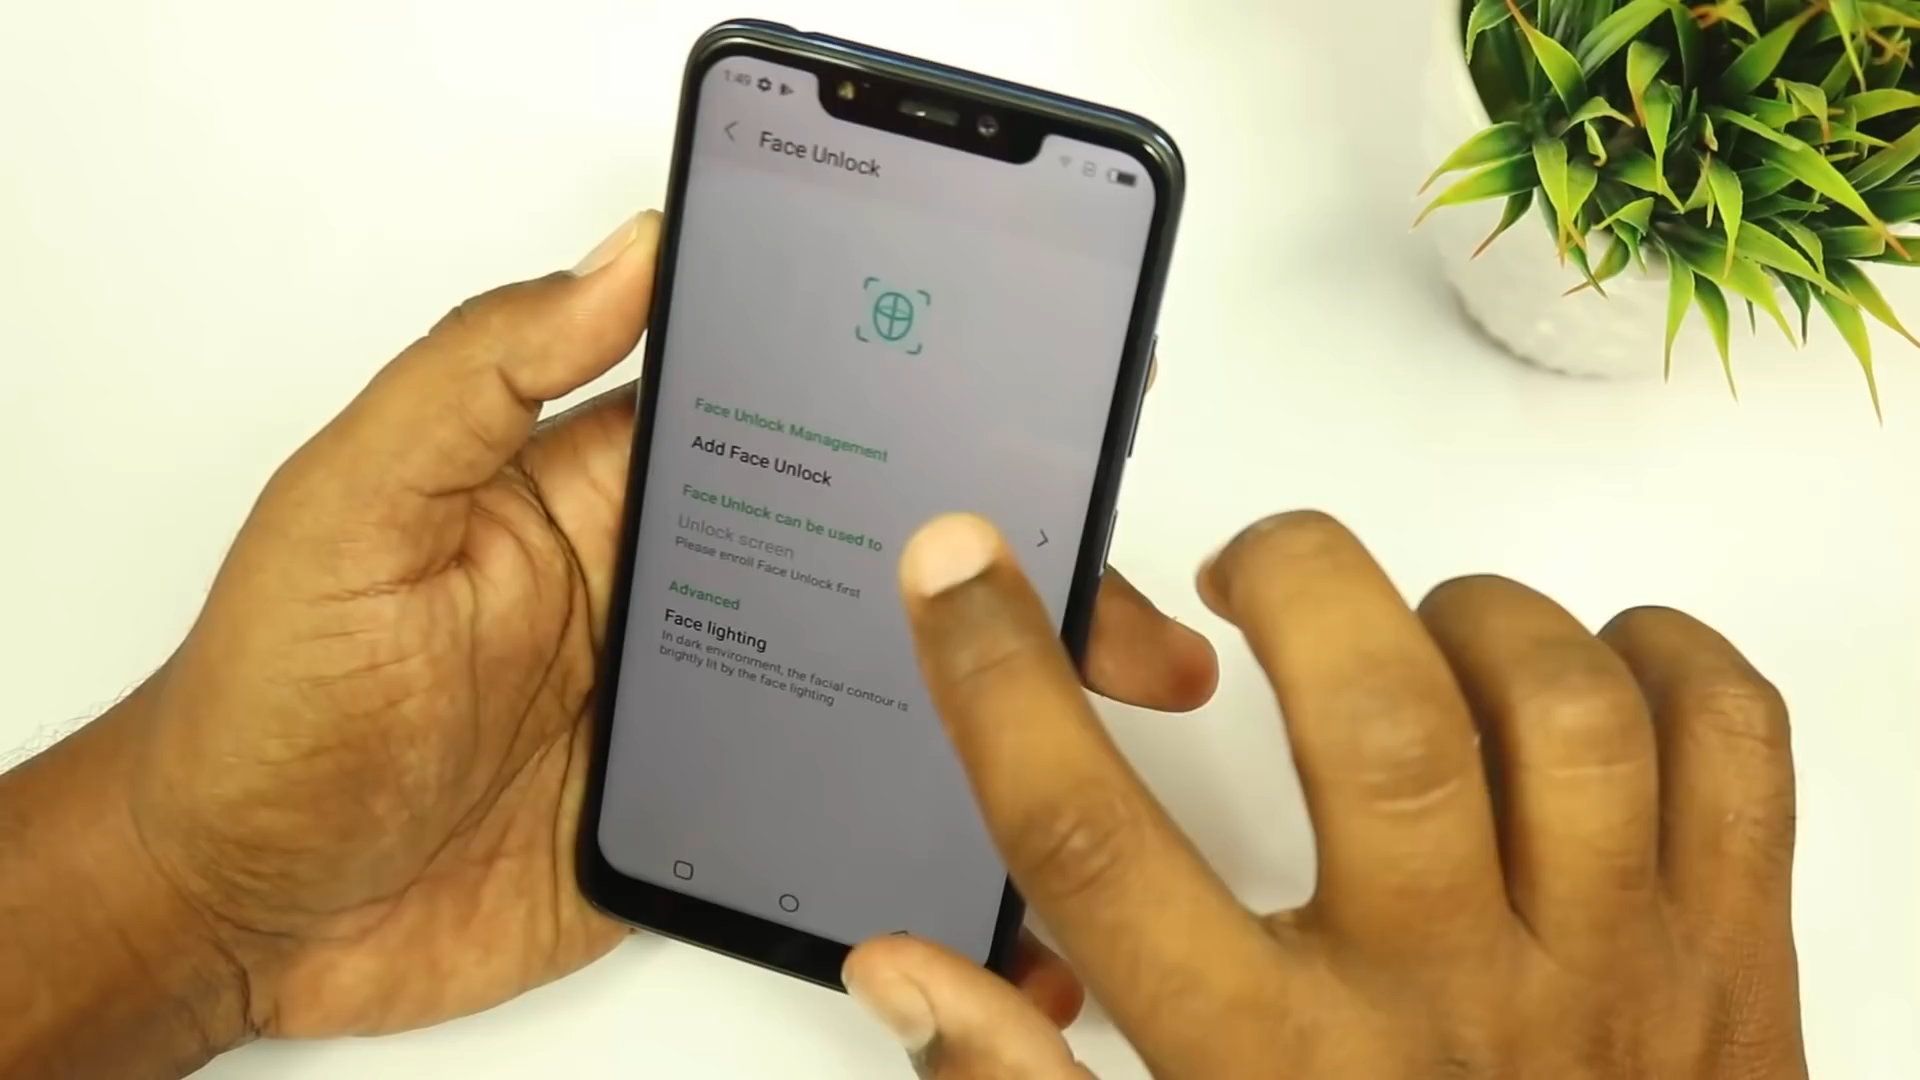 1:49
Face Unlock
Face Unlock Management
Add Face Unlock
Face Unlock can be used to
Unlock screen
Please enroll Face Unlock first
Advanced
Face lighting
In dark environment, the facial contour is
brightly lit by the face lighting